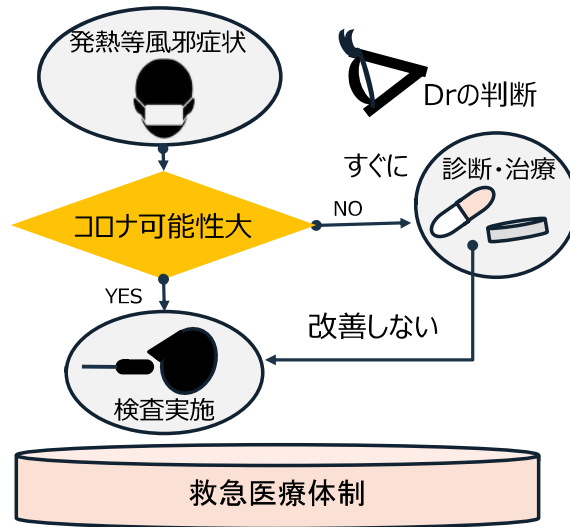 発熱等風邪症状
Drの判断
すぐに
診断・治療
コロナ可能性大
NO
YES
改善しない
検査実施
救急医療体制